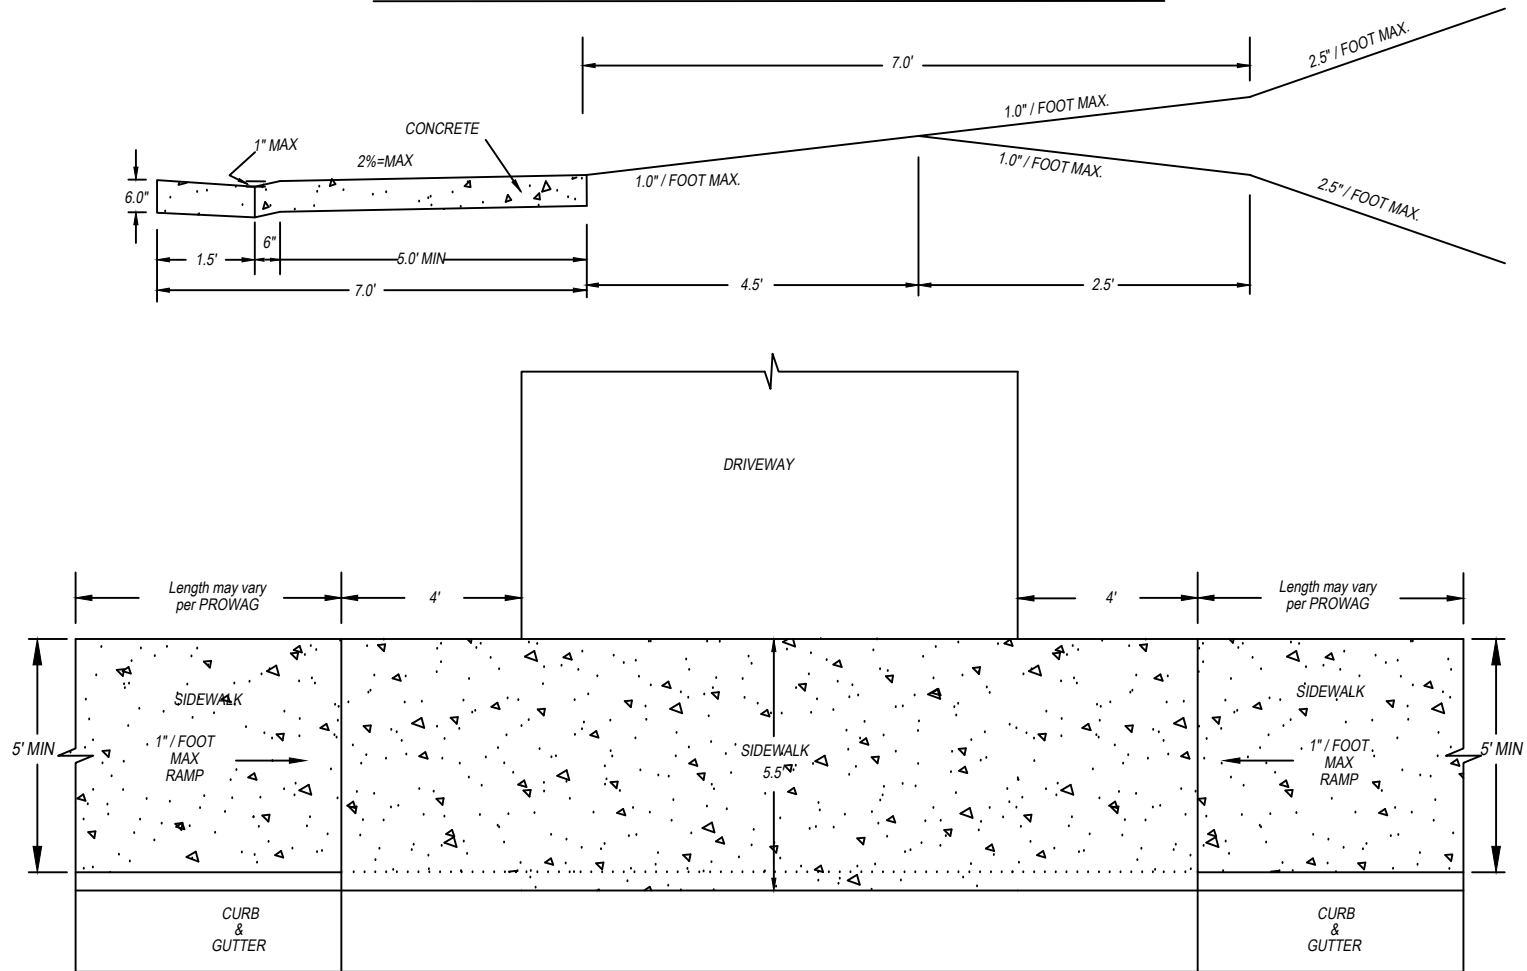 2.5" / FOOT MAX.
7.0'
1.0" / FOOT MAX.
CONCRETE
1" MAX
2%=MAX
1.0" / FOOT MAX.
1.0" / FOOT MAX.
2.5" / FOOT MAX.
6.0"
6"
1.5'
5.0' MIN
7.0'
4.5'
2.5'
DRIVEWAY
Length may vary
per PROWAG
4'
4'
Length may vary
per PROWAG
SIDEWALK
5' MIN
1" / FOOT
MAX
RAMP
SIDEWALK
5.5'
SIDEWALK
1" / FOOT
MAX
RAMP
5' MIN
CURB
&
GUTTER
CURB
&
GUTTER